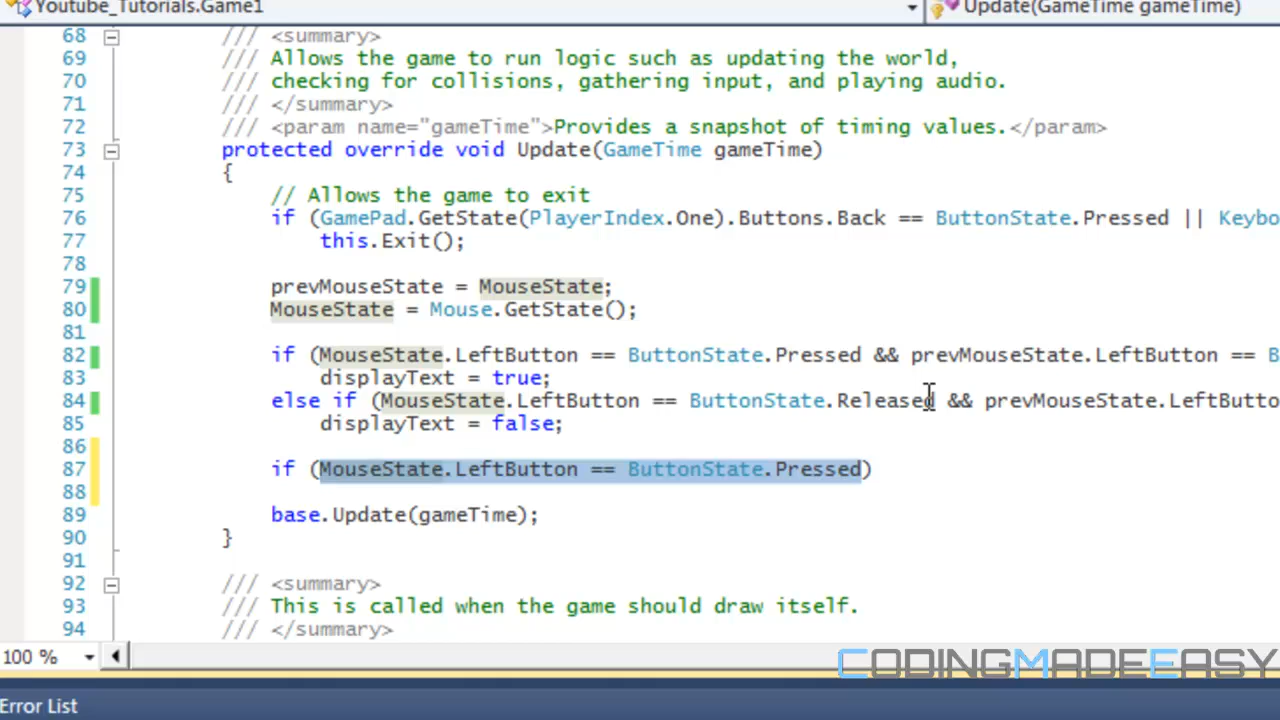 Youtube_Tutorials.Game1 Update(GameTime gameTime)
68 /// <summary>
69 /// Allows the game to run logic such as updating the world,
70 /// checking for collisions, gathering input, and playing audio.
71 /// </summary>
72 /// <param name="gameTime">Provides a snapshot of timing values.</param>
73 protected override void Update(GameTime gameTime)
74 {
75 // Allows the game to exit
76 if (GamePad.GetState(PlayerIndex.One).Buttons.Back == ButtonState.Pressed || Keybo
77 this.Exit();
78
79 prevMouseState = MouseState;
80 MouseState = Mouse.GetState();
81
82 if (MouseState.LeftButton == ButtonState.Pressed && prevMouseState.LeftButton == B
83 displayText = true;
84 else if (MouseState.LeftButton == ButtonState.Released && prevMouseState.LeftButto
85 displayText = false;
86
87 if (MouseState.LeftButton == ButtonState.Pressed)
88
89 base.Update(gameTime);
90 }
91
92 /// <summary>
93 /// This is called when the game should draw itself.
94 /// </summary>
100 %
CODINGMADEEASY
Error List